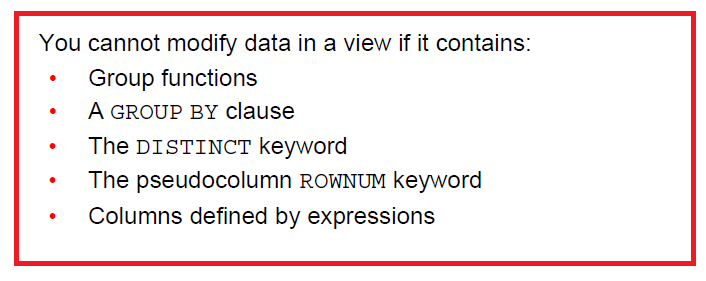 You cannot modify data in a view if it contains:
• Group functions
• A GROUP BY clause
• The DISTINCT keyword
• The pseudocolumn ROWNUM keyword
• Columns defined by expressions